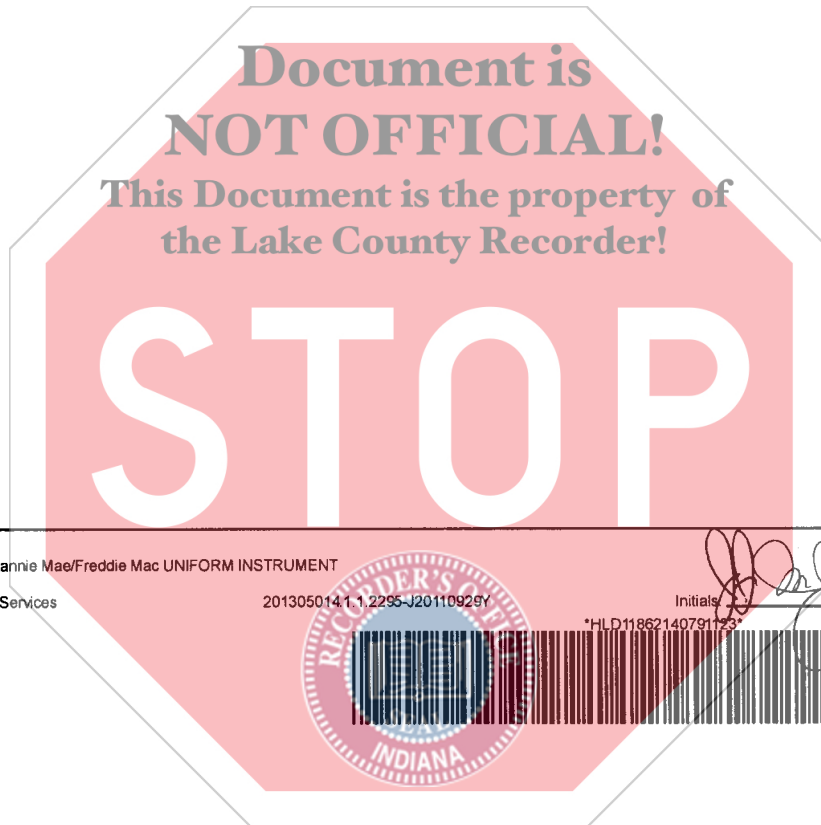 Document is
NOT OFFICIAL!
This Document is the property of
the Lake County Recorder!
STOP
annie Mae/Freddie Mac UNIFORM INSTRUMENT
Services 201305014.1.1.2295-J20110929Y Initials:
*HLD11862140791123*
RECORDER'S OFFICE
SEAL
INDIANA